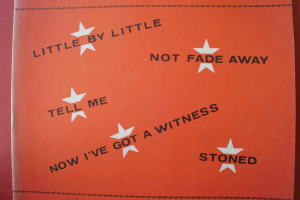 LITTLE BY LITTLE
NOT FADE AWAY
TELL ME
NOW I'VE GOT A WITNESS
STONED